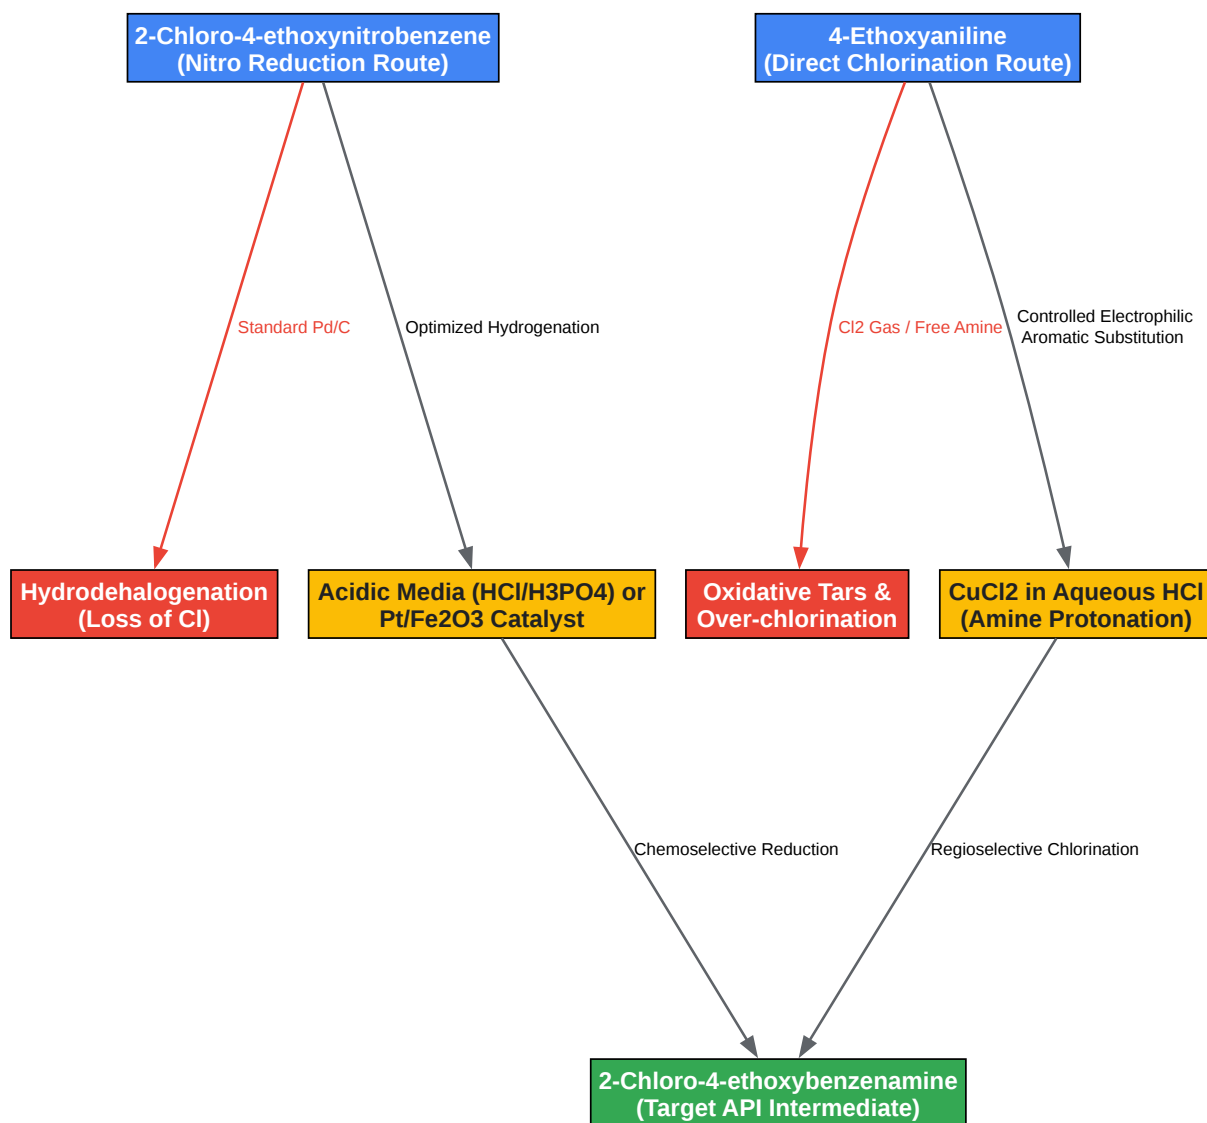 2-Chloro-4-ethoxynitrobenzene
(Nitro Reduction Route)
4-Ethoxyaniline
(Direct Chlorination Route)
Standard Pd/C
Optimized Hydrogenation
Cl2 Gas / Free Amine
Controlled Electrophilic
Aromatic Substitution
Hydrodehalogenation
(Loss of Cl)
Acidic Media (HCl/H3PO4) or
Pt/Fe2O3 Catalyst
Oxidative Tars &
Over-chlorination
CuCl2 in Aqueous HCl
(Amine Protonation)
Chemoselective Reduction
Regioselective Chlorination
2-Chloro-4-ethoxybenzenamine
(Target API Intermediate)